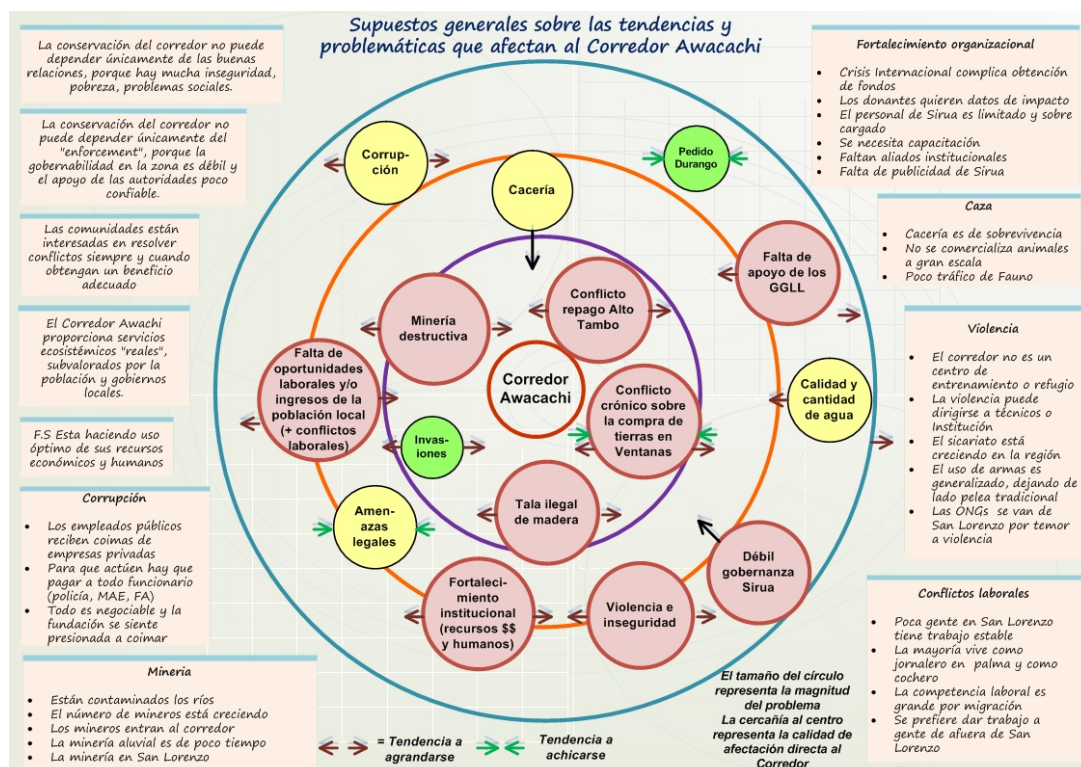 Supuestos generales sobre las tendencias y
problemáticas que afectan al Corredor Awacachi
La conservación del corredor no puede
depender únicamente de las buenas
relaciones, porque hay mucha inseguridad,
pobreza, problemas sociales.
La conservación del corredor no
puede depender únicamente del
"enforcement", porque la
gobernabilidad en la zona es débil y
el apoyo de las autoridades poco
confiable.
Las comunidades están
interesadas en resolver
conflictos siempre y cuando
obtengan un beneficio
adecuado
El Corredor Awachi
proporciona servicios
ecosistémicos "reales",
subvalorados por la
población y gobiernos
locales.
F.S Esta haciendo uso
óptimo de sus recursos
económicos y humanos
Corrupción
• Los empleados públicos
reciben coimas de
empresas privadas
• Para que actúen hay que
pagar a todo funcionario
(policía, MAE, FA)
• Todo es negociable y la
fundación se siente
presionada a coimar
Mineria
• Están contaminados los ríos
• El número de mineros está creciendo
• Los mineros entran al corredor
• La minería aluvial es de poco tiempo
• La minería en San Lorenzo
Corrup-
ción
Cacería
Pedido
Durango
Falta de
apoyo de los
GGLL
Minería
destructiva
Conflicto
repago Alto
Tambo
Falta de
oportunidades
laborales y/o
ingresos de la
población local
(+ conflictos
laborales)
Corredor
Awacachi
Conflicto
crónico sobre
la compra de
tierras en
Ventanas
Calidad y
cantidad
de agua
Invas-
iones
Tala ilegal
de madera
Amen-
azas
legales
Débil
gobernanza
Sirua
Fortaleci-
miento
institucional
(recursos $$
y humanos)
Violencia e
inseguridad
= Tendencia a
agrandarse
Tendencia a
achicarse
El tamaño del círculo
representa la magnitud
del problema
La cercañía al centro
representa la calidad de
afectación directa al
Corredor
Fortalecimiento organizacional
• Crisis Internacional complica obtención
de fondos
• Los donantes quieren datos de impacto
• El personal de Sirua es limitado y sobre
cargado
• Se necesita capacitación
• Faltan aliados institucionales
• Falta de publicidad de Sirua
Caza
• Cacería es de sobrevivencia
• No se comercializa animales
a gran escala
• Poco tráfico de Fauno
Violencia
• El corredor no es un
centro de
entrenamiento o refugio
• La violencia puede
dirigirse a técnicos o
Institución
• El sicariato está
creciendo en la región
• El uso de armas es
generalizado, dejando de
lado pelea tradicional
• Las ONGs se van de
San Lorenzo por temor
a violencia
Conflictos laborales
• Poca gente en San Lorenzo
tiene trabajo estable
• La mayoría vive como
jornalero en palma y como
cochero
• La competencia laboral es
grande por migración
• Se prefiere dar trabajo a
gente de afuera de San
Lorenzo